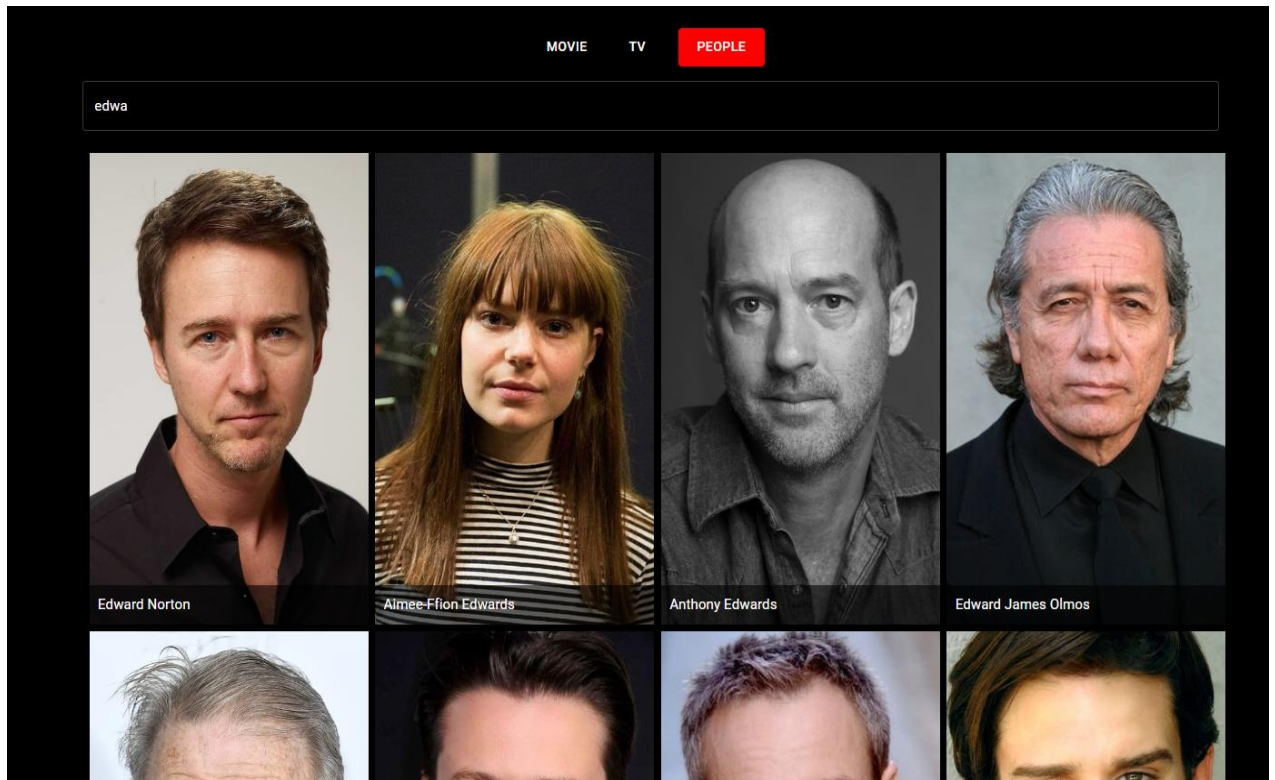 MOVIE TV PEOPLE
edwa
Edward Norton Aimee-Ffion Edwards Anthony Edwards Edward James Olmos